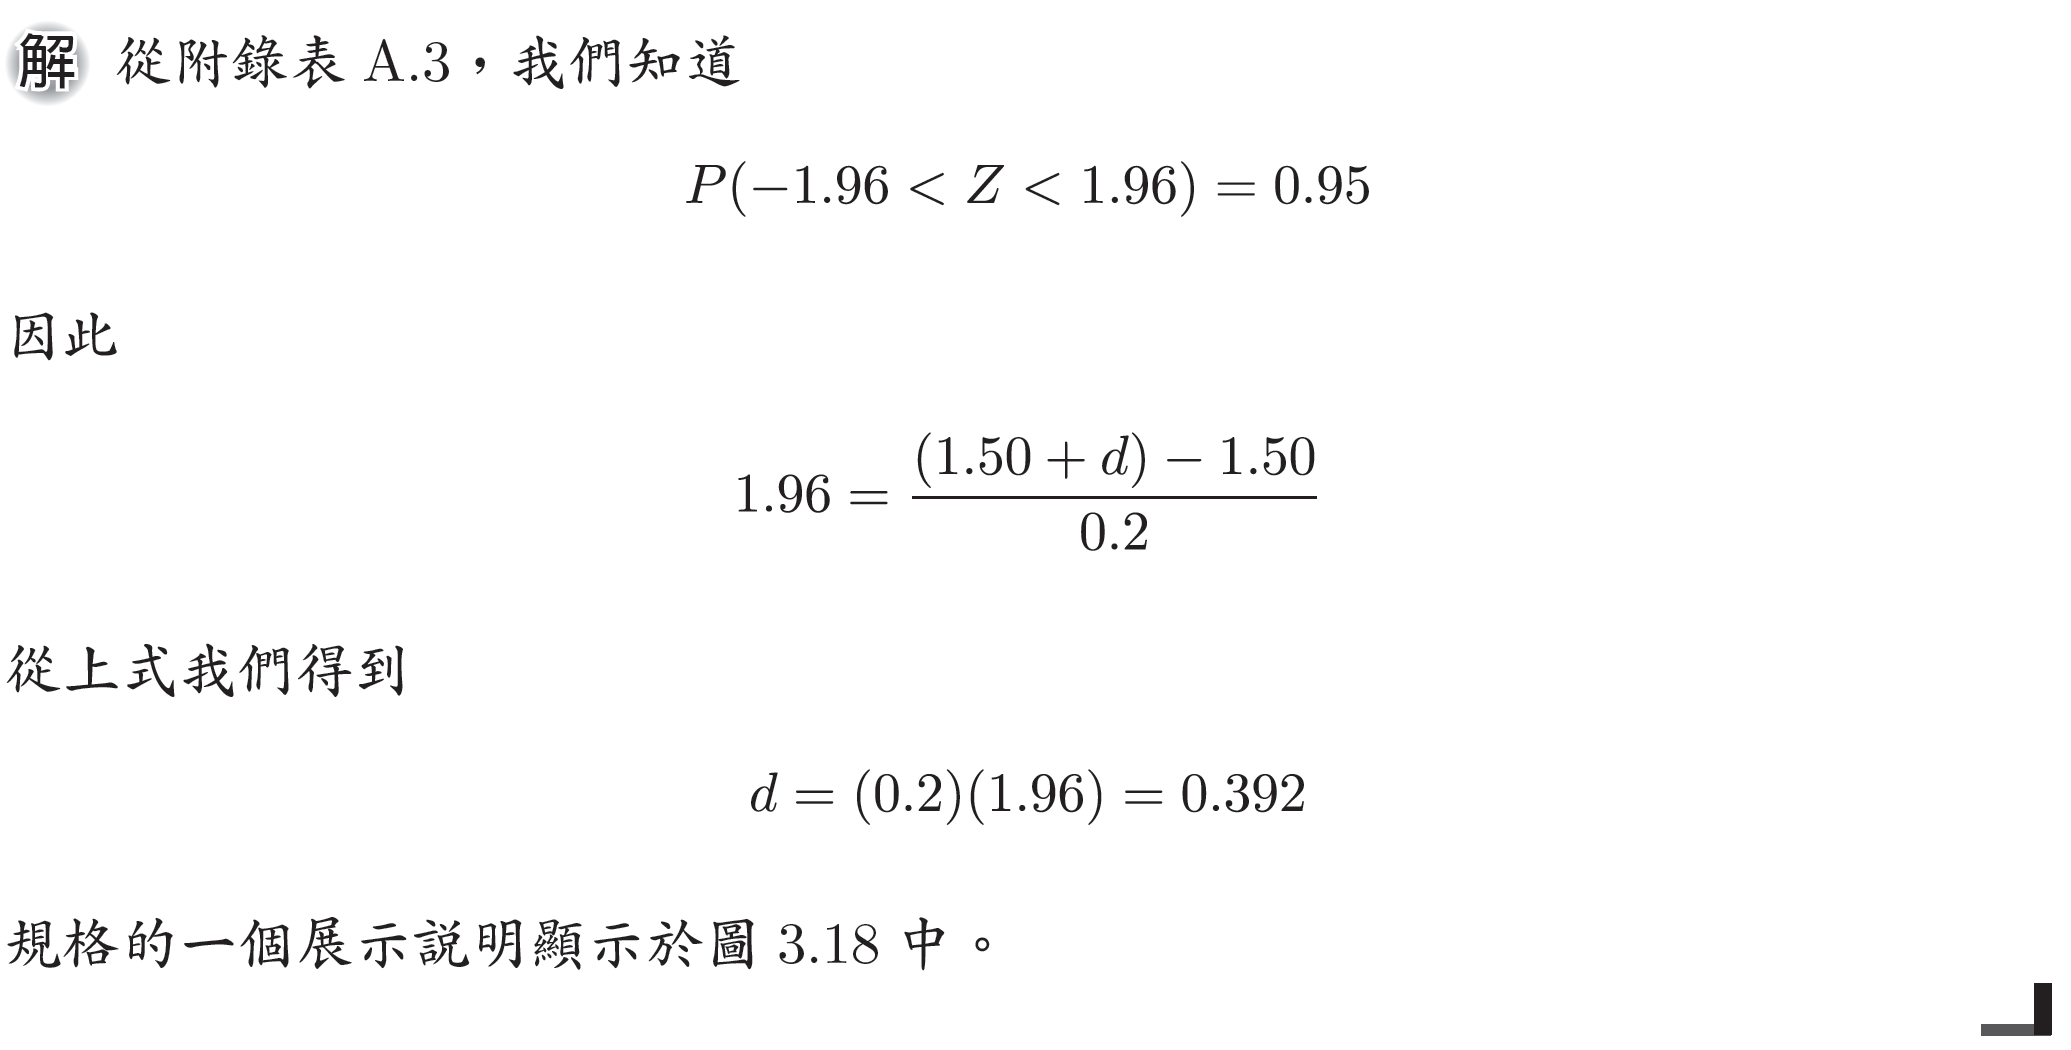 解 從附錄表 A.3，我們知道
P(−1.96 < Z < 1.96) = 0.95
因此
1.96 = \frac{(1.50 + d) − 1.50}{0.2}
從上式我們得到
d = (0.2)(1.96) = 0.392
規格的一個展示説明顯示於圖 3.18 中。